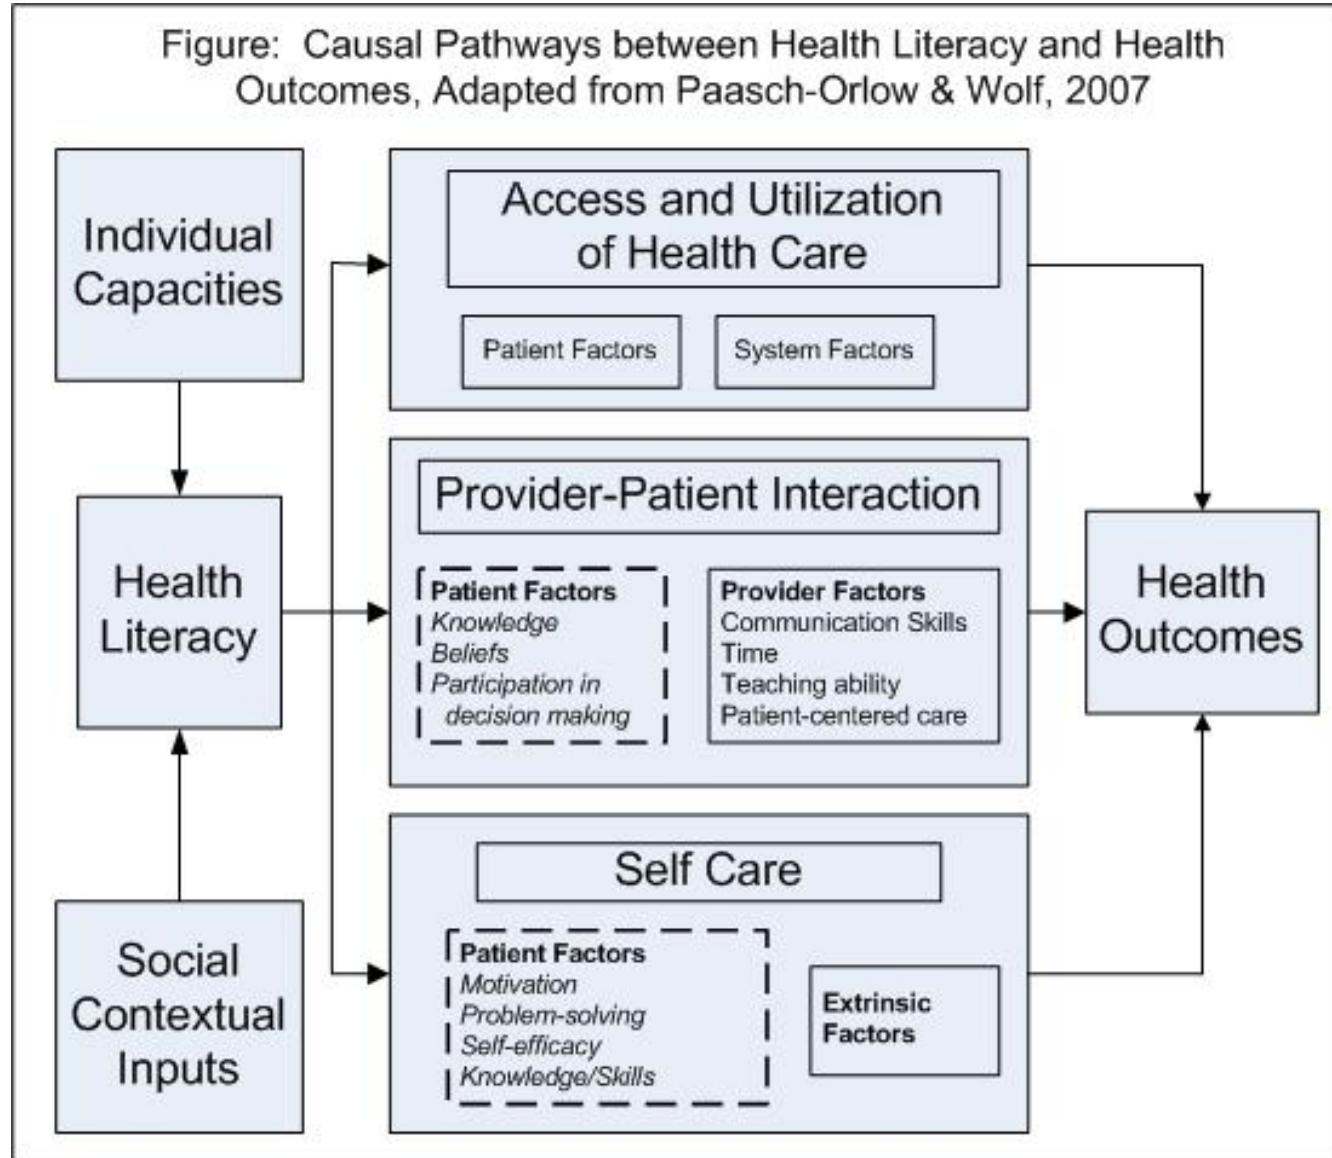 Figure: Causal Pathways between Health Literacy and Health
Outcomes, Adapted from Paasch-Orlow & Wolf, 2007
Individual
Capacities
Health
Literacy
Social
Contextual
Inputs
Access and Utilization
of Health Care
Patient Factors
System Factors
Provider-Patient Interaction
Patient Factors
Knowledge
Beliefs
Participation in
decision making
Provider Factors
Communication Skills
Time
Teaching ability
Patient-centered care
Self Care
Patient Factors
Motivation
Problem-solving
Self-efficacy
Knowledge/Skills
Extrinsic
Factors
Health
Outcomes